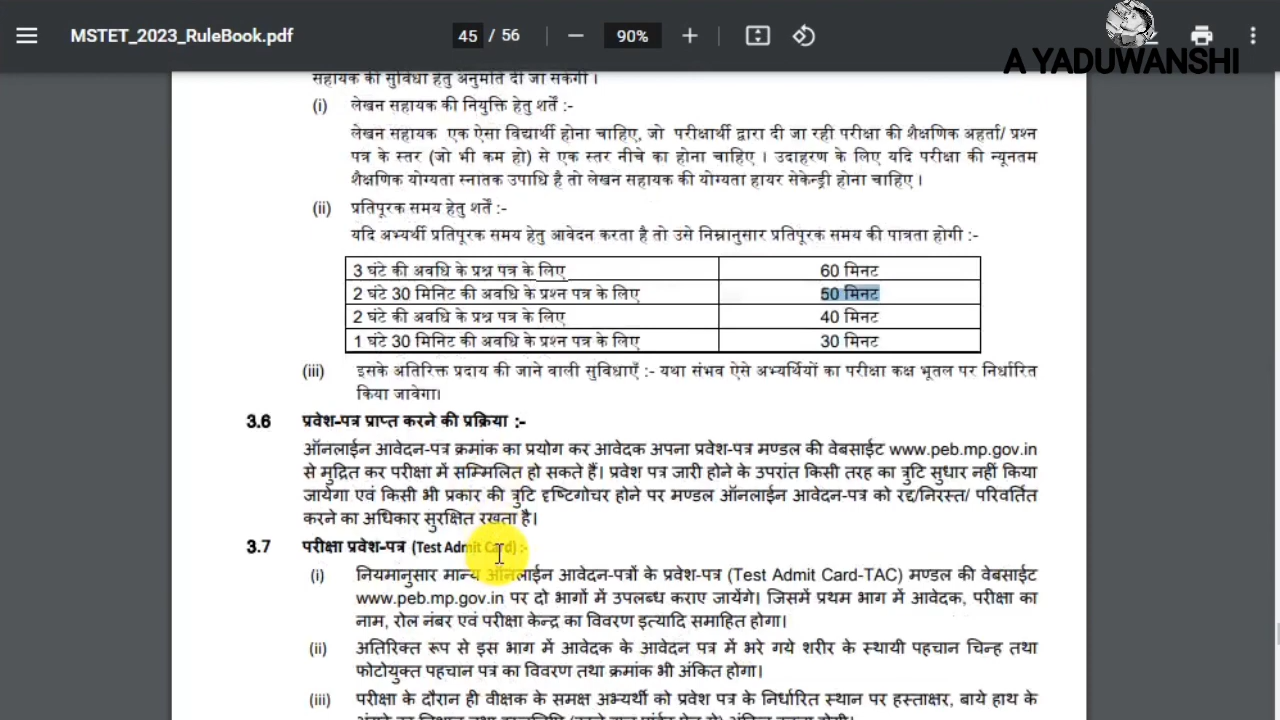 MSTET_2023_RuleBook.pdf
45 / 56
90%
A YADUWANSHI
सहायक की सुविधा हेतु अनुमति दी जा सकेगी ।
(i) लेखन सहायक की नियुक्ति हेतु शर्तें :-
लेखन सहायक एक ऐसा विद्यार्थी होना चाहिए, जो परीक्षार्थी द्वारा दी जा रही परीक्षा की शैक्षणिक अहर्ता/ प्रश्न
पत्र के स्तर (जो भी कम हो) से एक स्तर नीचे का होना चाहिए । उदाहरण के लिए यदि परीक्षा की न्यूनतम
शैक्षणिक योग्यता स्नातक उपाधि है तो लेखन सहायक की योग्यता हायर सेकेन्ड्री होना चाहिए ।
(ii) प्रतिपूरक समय हेतु शर्तें :-
यदि अभ्यर्थी प्रतिपूरक समय हेतु आवेदन करता है तो उसे निम्नानुसार प्रतिपूरक समय की पात्रता होगी :-
3 घंटे की अवधि के प्रश्न पत्र के लिए 60 मिनट
2 घंटे 30 मिनिट की अवधि के प्रश्न पत्र के लिए 50 मिनट
2 घंटे की अवधि के प्रश्न पत्र के लिए 40 मिनट
1 घंटे 30 मिनीट की अवधि के प्रश्न पत्र के लिए 30 मिनट
(iii) इसके अतिरिक्त प्रदाय की जाने वाली सुविधाएँ :- यथा संभव ऐसे अभ्यर्थियों का परीक्षा कक्ष भूतल पर निर्धारित
किया जावेगा।
3.6 प्रवेश-पत्र प्राप्त करने की प्रक्रिया :-
ऑनलाईन आवेदन-पत्र क्रमांक का प्रयोग कर आवेदक अपना प्रवेश-पत्र मण्डल की वेबसाईट www.peb.mp.gov.in
से मुद्रित कर परीक्षा में सम्मिलित हो सकते हैं। प्रवेश पत्र जारी होने के उपरांत किसी तरह का त्रुटि सुधार नहीं किया
जायेगा एवं किसी भी प्रकार की त्रुटि दृष्टिगोचर होने पर मण्डल ऑनलाईन आवेदन-पत्र को रद्द/निरस्त/ परिवर्तित
करने का अधिकार सुरक्षित रखता है।
3.7 परीक्षा प्रवेश-पत्र (Test Admit Card) :-
(i) नियमानुसार मान्य ऑनलाईन आवेदन-पत्रों के प्रवेश-पत्र (Test Admit Card-TAC) मण्डल की वेबसाईट
www.peb.mp.gov.in पर दो भागों में उपलब्ध कराए जायेंगे। जिसमें प्रथम भाग में आवेदक, परीक्षा का
नाम, रोल नंबर एवं परीक्षा केन्द्र का विवरण इत्यादि समाहित होगा।
(ii) अतिरिक्त रूप से इस भाग में आवेदक के आवेदन पत्र में भरे गये शरीर के स्थायी पहचान चिन्ह तथा
फोटोयुक्त पहचान पत्र का विवरण तथा क्रमांक भी अंकित होगा।
(iii) परीक्षा के दौरान ही वीक्षक के समक्ष अभ्यर्थी को प्रवेश पत्र के निर्धारित स्थान पर हस्ताक्षर, बाये हाथ के